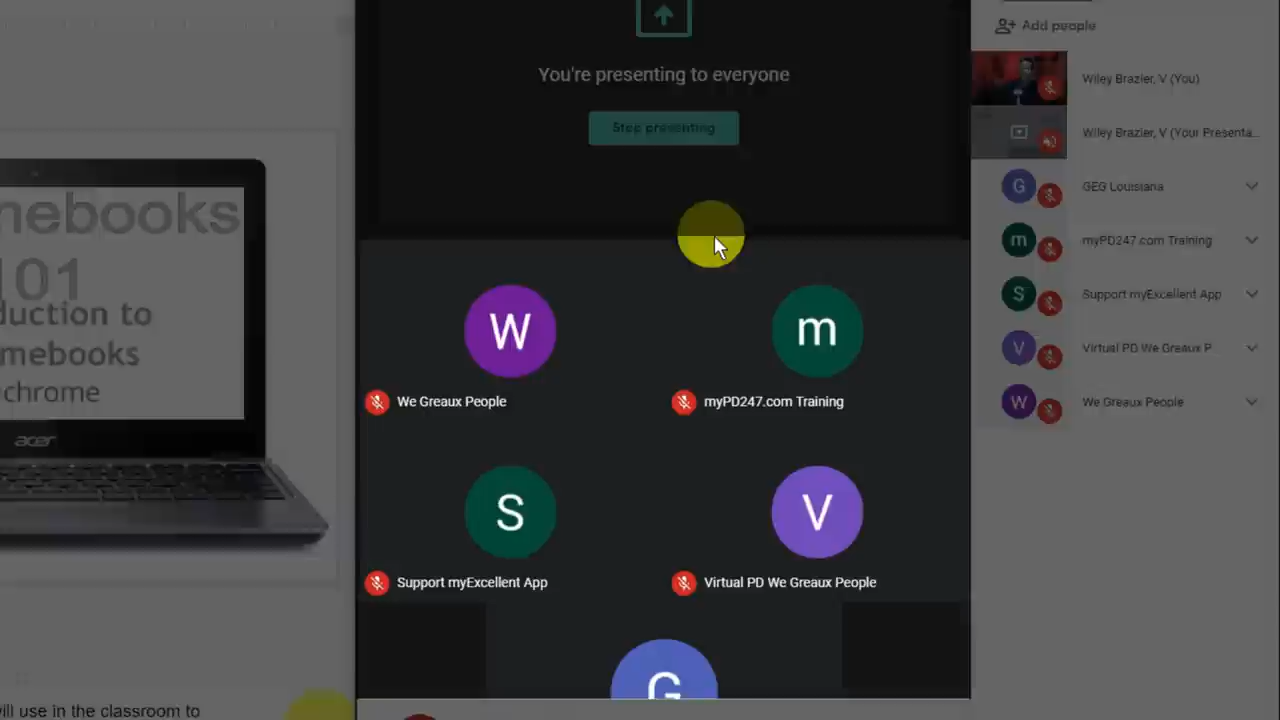 mebooks
101
duction to
mebooks
chrome
acer
vill use in the classroom to
You're presenting to everyone
Stop presenting
W
We Greaux People
m
myPD247.com Training
S
Support myExcellent App
V
Virtual PD We Greaux People
G
Add people
Wiley Brazier, V (You)
Wiley Brazier, V (Your Presenta...
G
GEG Louisiana
m
myPD247.com Training
S
Support myExcellent App
V
Virtual PD We Greaux P...
W
We Greaux People